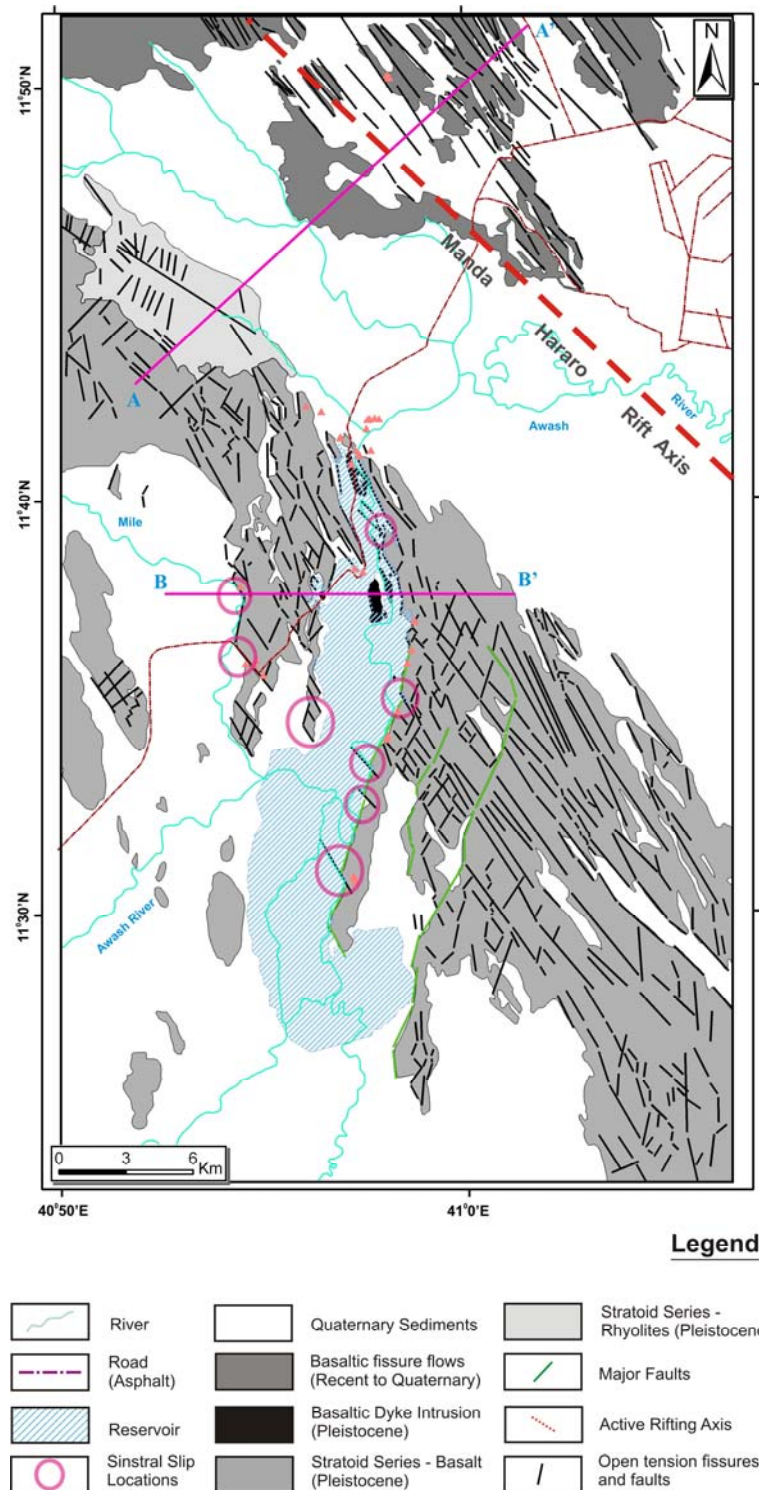 N
A'
11°50'N
Manda
Hararo
Rift Axis
A
Awash
River
11°40'N
Mile
B
B'
11°30'N
Awash River
0 3 6
Km
40°50'E
41°0'E
Legend
River
Quaternary Sediments
Stratoid Series -
Rhyolites (Pleistocene
Road
(Asphalt)
Basaltic fissure flows
(Recent to Quaternary)
Major Faults
Reservoir
Basaltic Dyke Intrusion
(Pleistocene)
Active Rifting Axis
Sinstral Slip
Locations
Stratoid Series - Basalt
(Pleistocene)
Open tension fissures
and faults